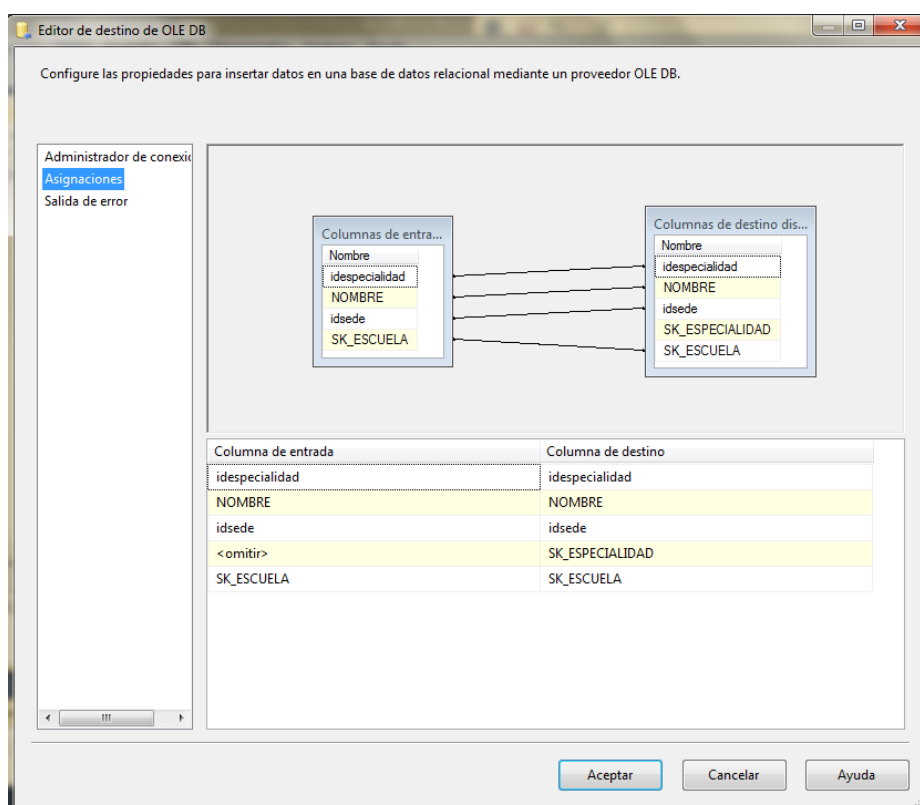 Editor de destino de OLE DB
Configure las propiedades para insertar datos en una base de datos relacional mediante un proveedor OLE DB.
Administrador de conexic
Asignaciones
Salida de error
Columnas de entra...
Nombre
idespecialidad
NOMBRE
idsede
SK_ESCUELA
Columnas de destino dis...
Nombre
idespecialidad
NOMBRE
idsede
SK_ESPECIALIDAD
SK_ESCUELA
Columna de entrada Columna de destino
idespecialidad idespecialidad
NOMBRE NOMBRE
idsede idsede
<omitir> SK_ESPECIALIDAD
SK_ESCUELA SK_ESCUELA
Aceptar Cancelar Ayuda